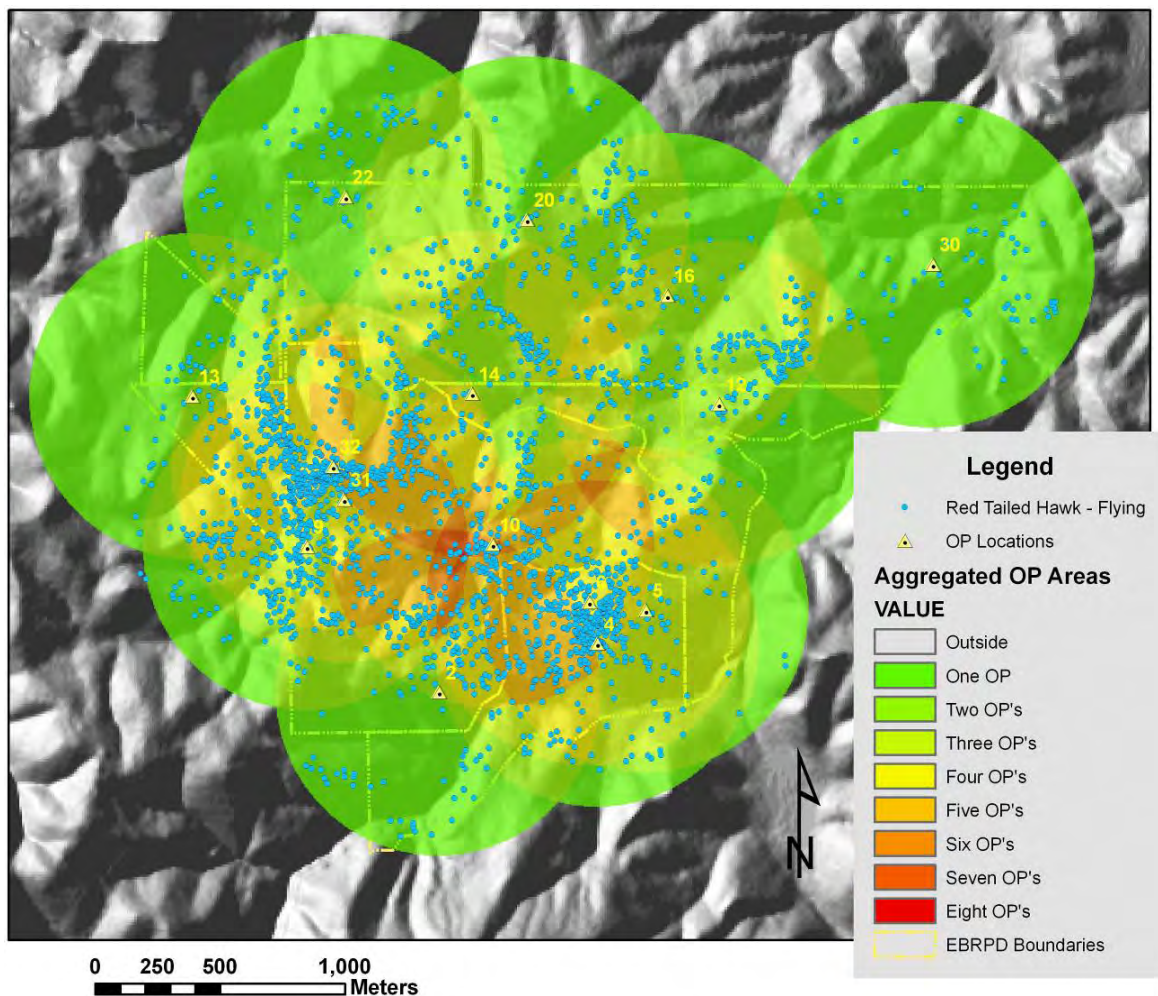 22
20
30
16
13
14
12
32
31
9
10
5
4
2
N
Legend
Red Tailed Hawk - Flying
OP Locations
Aggregated OP Areas
VALUE
Outside
One OP
Two OP's
Three OP's
Four OP's
Five OP's
Six OP's
Seven OP's
Eight OP's
EBRPD Boundaries
0 250 500 1,000
Meters